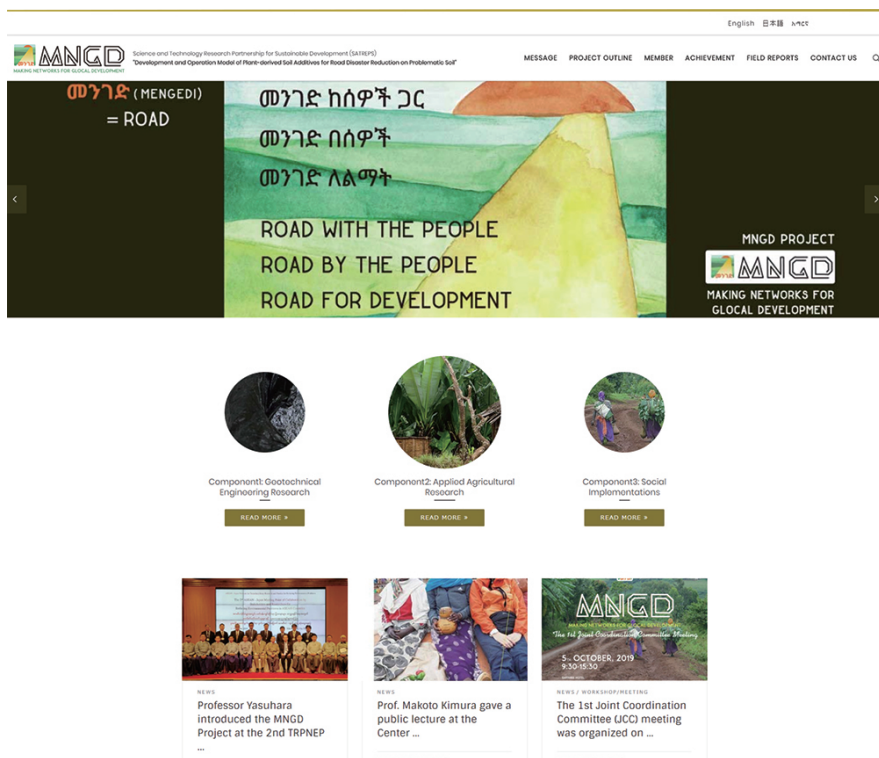 English 日本語 አማርኛ
MNGD
MAKING NETWORKS FOR GLOCAL DEVELOPMENT
Science and Technology Research Partnership for Sustainable Development (SATREPS)
"Development and Operation Model of Plant-derived Soil Additives for Road Disaster Reduction on Problematic Soil"
MESSAGE PROJECT OUTLINE MEMBER ACHIEVEMENT FIELD REPORTS CONTACT US
መንገድ (MENGEDI)
= ROAD
መንገድ ከሰዎች ጋር
መንገድ በሰዎች
መንገድ ለልማት
ROAD WITH THE PEOPLE
ROAD BY THE PEOPLE
ROAD FOR DEVELOPMENT
MNGD PROJECT
MNGD
MAKING NETWORKS FOR
GLOCAL DEVELOPMENT
Component1: Geotechnical
Engineering Research
READ MORE »
Component2: Applied Agricultural
Research
READ MORE »
Component3: Social
Implementations
READ MORE »
NEWS
Professor Yasuhara
introduced the MNGD
Project at the 2nd TRPNEP
...
NEWS
Prof. Makoto Kimura gave a
public lecture at the
Center ...
MNGD
MAKING NETWORKS FOR GLOCAL DEVELOPMENT
The 1st Joint Coordination Committee Meeting
5TH OCTOBER, 2019
9:30-15:30
NEWS / WORKSHOP/MEETING
The 1st Joint Coordination
Committee (JCC) meeting
was organized on ...